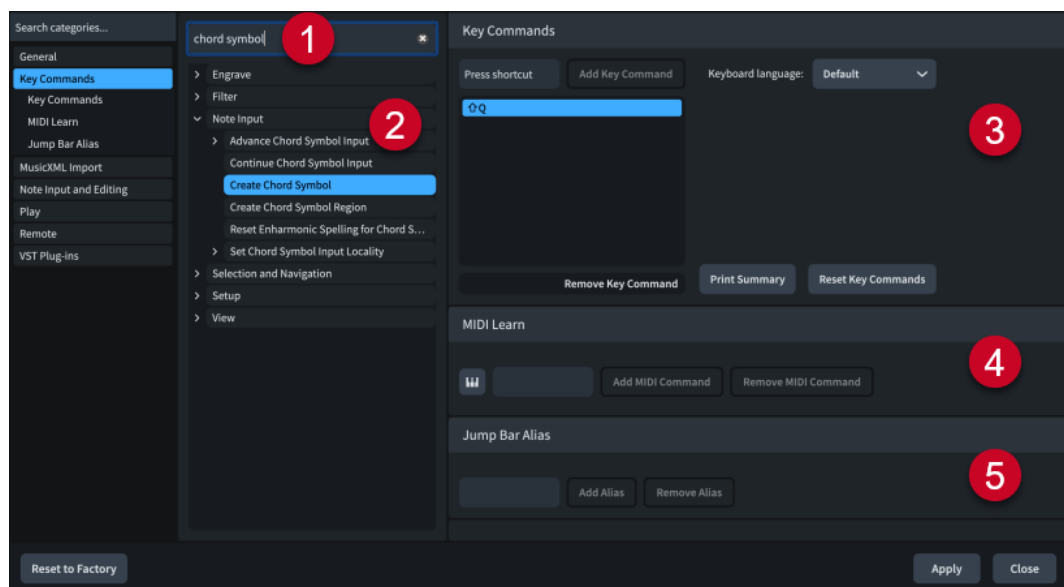 Search categories...
General
Key Commands
Key Commands
MIDI Learn
Jump Bar Alias
MusicXML Import
Note Input and Editing
Play
Remote
VST Plug-ins
chord symbol
1
Engrave
Filter
Note Input
2
Advance Chord Symbol Input
Continue Chord Symbol Input
Create Chord Symbol
Create Chord Symbol Region
Reset Enharmonic Spelling for Chord S...
Set Chord Symbol Input Locality
Selection and Navigation
Setup
View
Key Commands
Press shortcut Add Key Command Keyboard language: Default
⇧Q
3
Remove Key Command Print Summary Reset Key Commands
MIDI Learn
4
Add MIDI Command Remove MIDI Command
Jump Bar Alias
5
Add Alias Remove Alias
Reset to Factory Apply Close